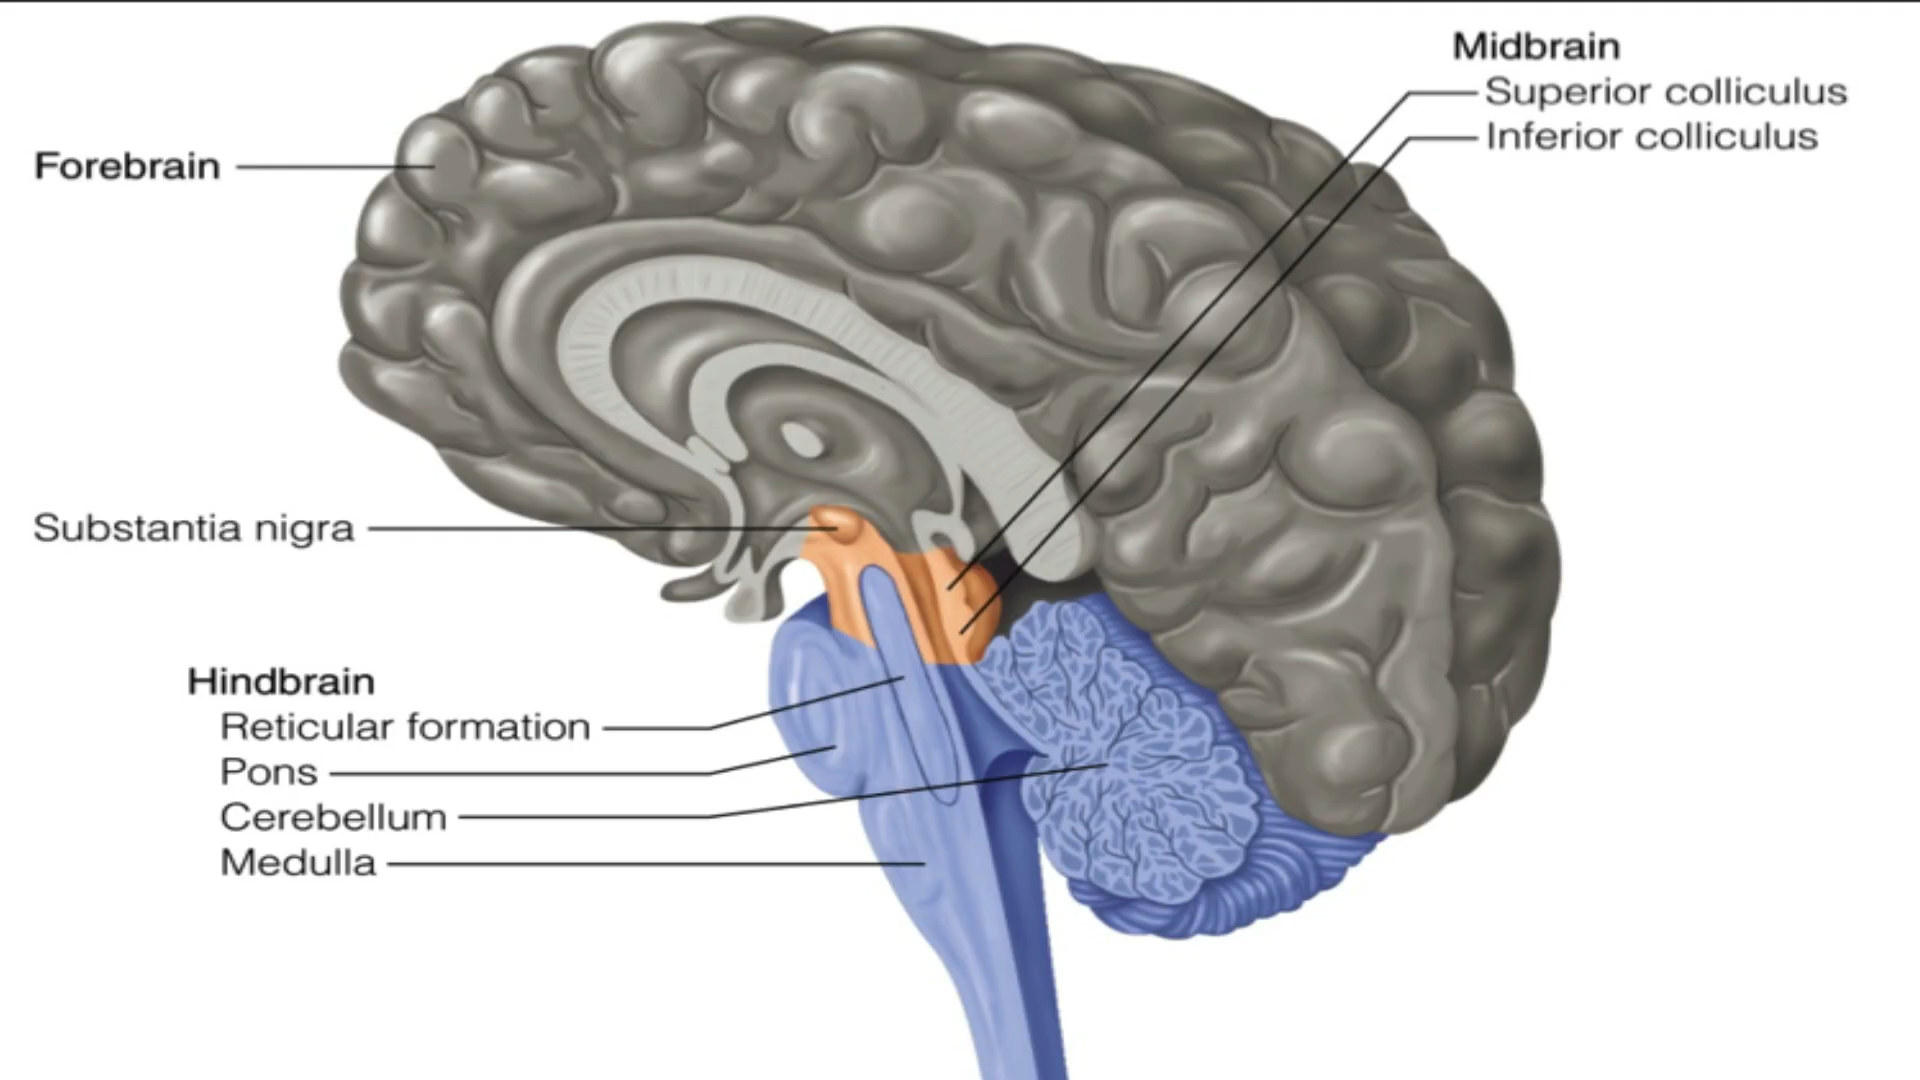 Midbrain
Superior colliculus
Inferior colliculus
Forebrain
Substantia nigra
Hindbrain
Reticular formation
Pons
Cerebellum
Medulla